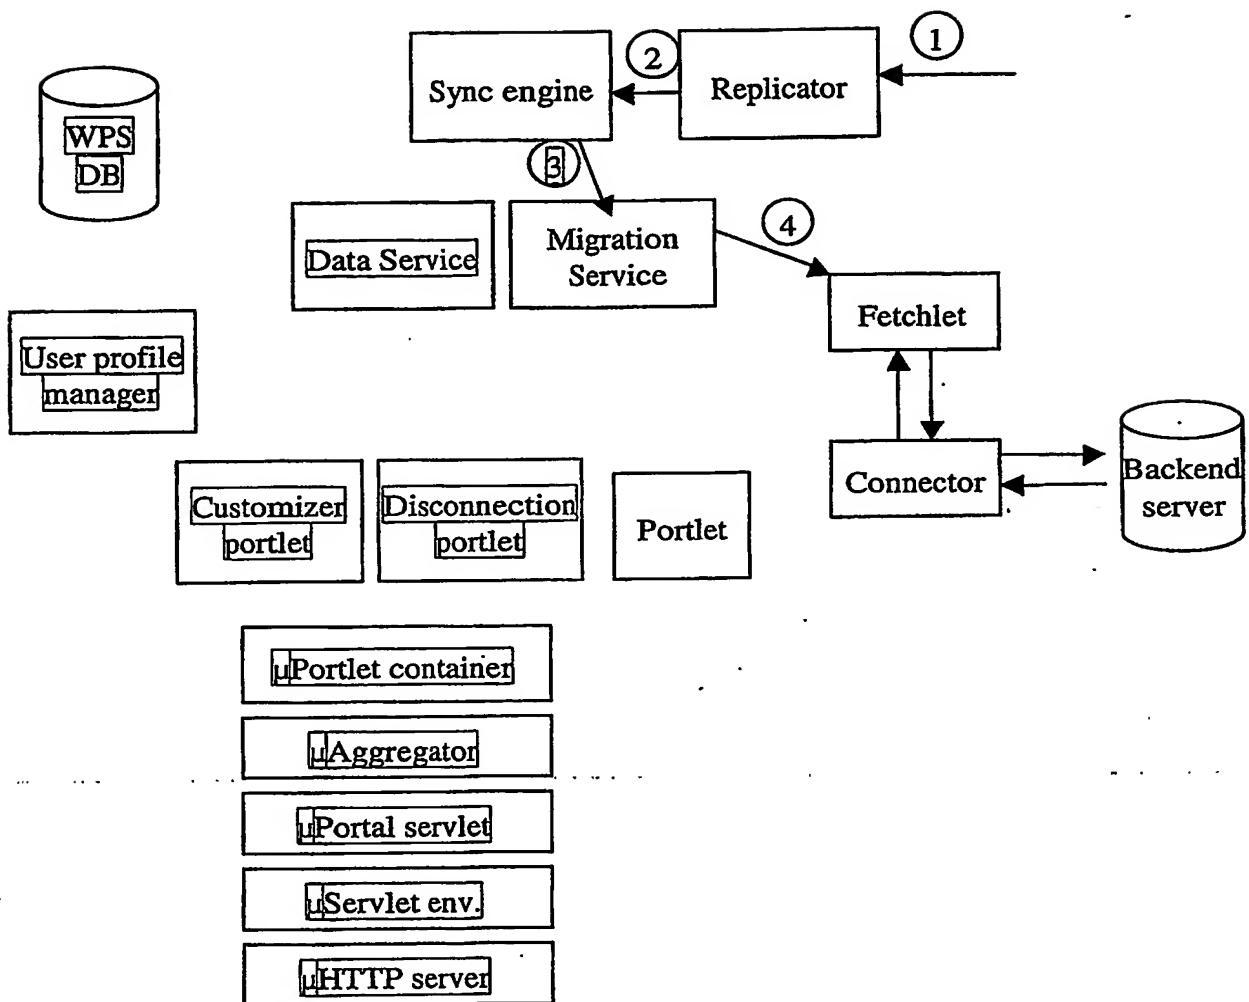 1
2
Sync engine
Replicator
WPS
DB
3
4
Data Service
Migration
Service
Fetchlet
User profile
manager
Connector
Backend
server
Customizer
portlet
Disconnection
portlet
Portlet
µPortlet container
µAggregator
µPortal servlet
µServlet env.
µHTTP server